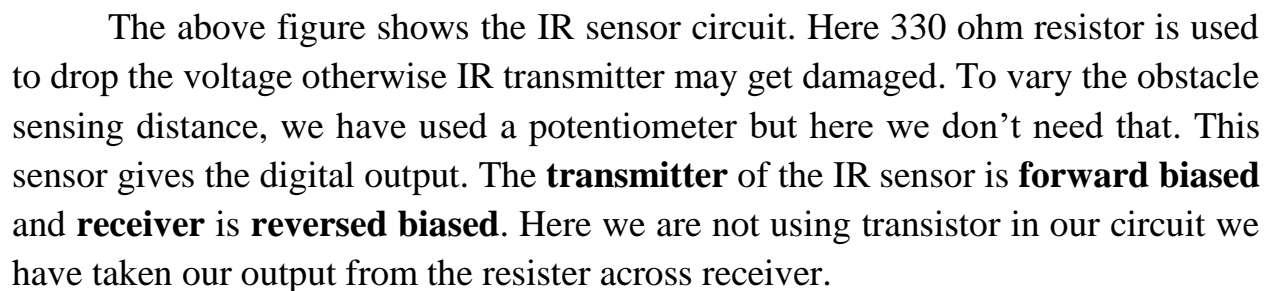 The above figure shows the IR sensor circuit. Here 330 ohm resistor is used
to drop the voltage otherwise IR transmitter may get damaged. To vary the obstacle
sensing distance, we have used a potentiometer but here we don’t need that. This
sensor gives the digital output. The transmitter of the IR sensor is forward biased
and receiver is reversed biased. Here we are not using transistor in our circuit we
have taken our output from the resister across receiver.